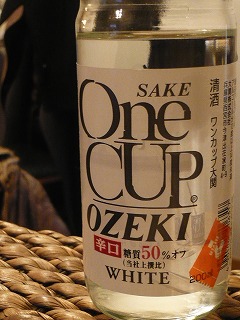 SAKE
One
CUP®
OZEKI
辛口 糖質50%オフ
(当社上撰比)
WHITE
清酒 ワンカップ大関
200ml